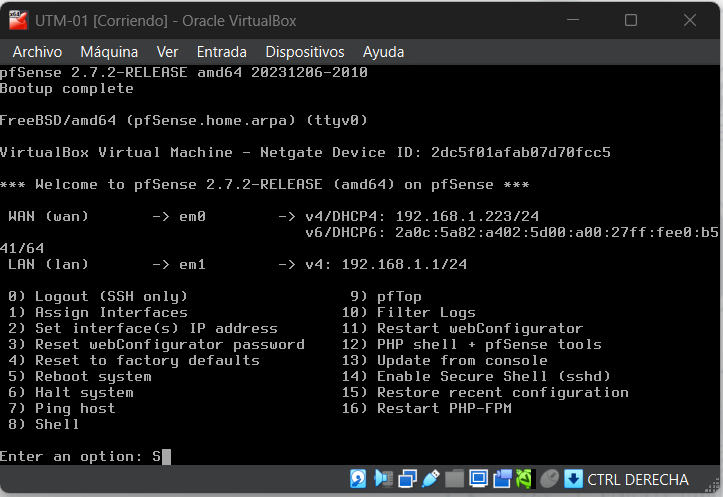 UTM-01 [Corriendo] - Oracle VirtualBox
Archivo Máquina Ver Entrada Dispositivos Ayuda
pfSense 2.7.2-RELEASE amd64 20231206-2010
Bootup complete
FreeBSD/amd64 (pfSense.home.arpa) (ttyv0)
VirtualBox Virtual Machine - Netgate Device ID: 2dc5f01afab07d70fcc5
*** Welcome to pfSense 2.7.2-RELEASE (amd64) on pfSense ***
WAN (wan) -> em0 -> v4/DHCP4: 192.168.1.223/24
v6/DHCP6: 2a0c:5a82:a402:5d00:a00:27ff:fee0:b5
41/64
LAN (lan) -> em1 -> v4: 192.168.1.1/24
0) Logout (SSH only) 9) pfTop
1) Assign Interfaces 10) Filter Logs
2) Set interface(s) IP address 11) Restart webConfigurator
3) Reset webConfigurator password 12) PHP shell + pfSense tools
4) Reset to factory defaults 13) Update from console
5) Reboot system 14) Enable Secure Shell (sshd)
6) Halt system 15) Restore recent configuration
7) Ping host 16) Restart PHP-FPM
8) Shell
Enter an option: S
CTRL DERECHA